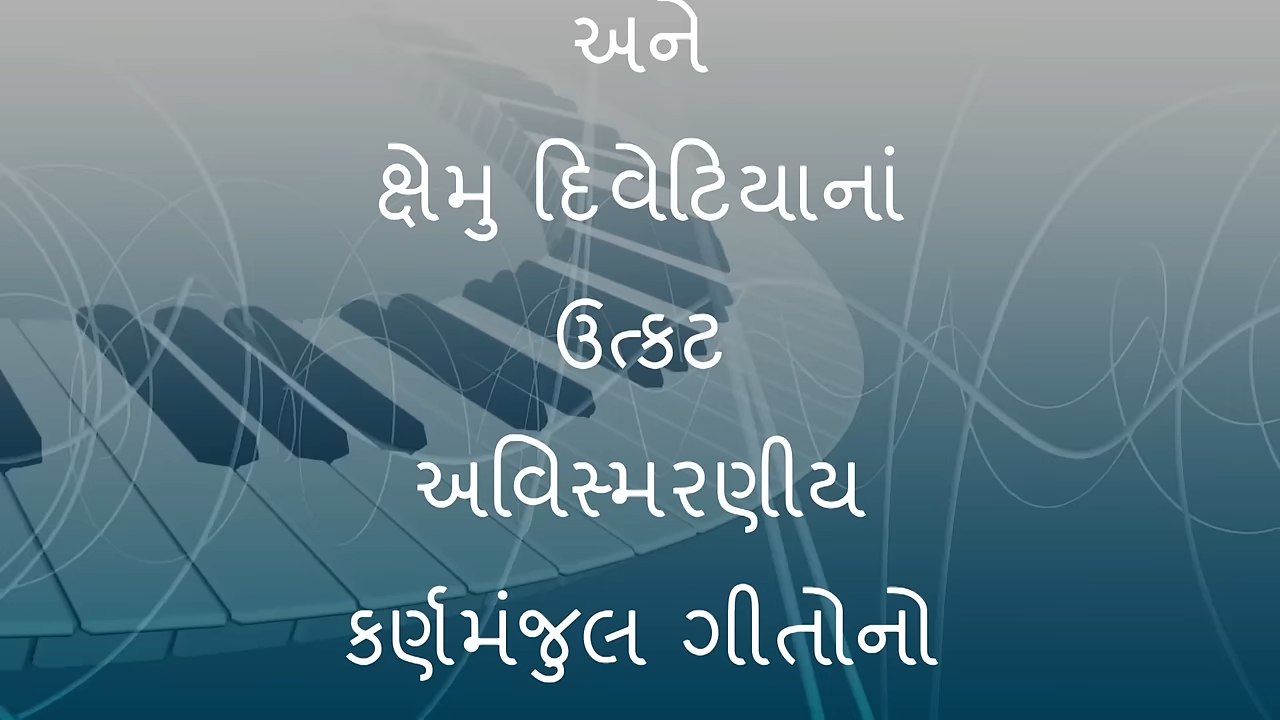 અને
ક્ષેમુ દિવેટિયાનાં
ઉત્કટ
અવિસ્મરણીય
કર્ણમંજુલ ગીતોનો